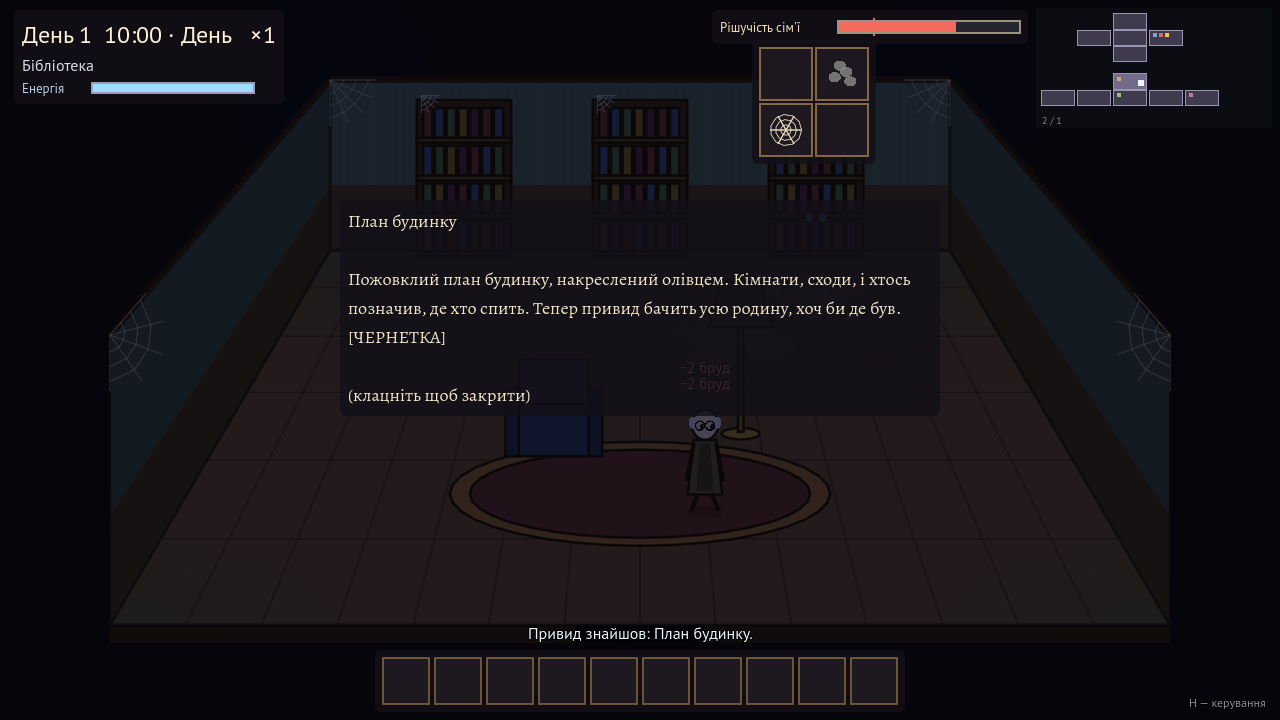 День 1 10:00 · День ×1
Бібліотека
Енергія
Рішучість сім'ї
2 / 1
План будинку
Пожовклий план будинку, накреслений олівцем. Кімнати, сходи, і хтось
позначив, де хто спить. Тепер привид бачить усю родину, хоч би де був.
[ЧЕРНЕТКА]
−2 бруд
−2 бруд
(клацніть щоб закрити)
Привид знайшов: План будинку.
H — керування